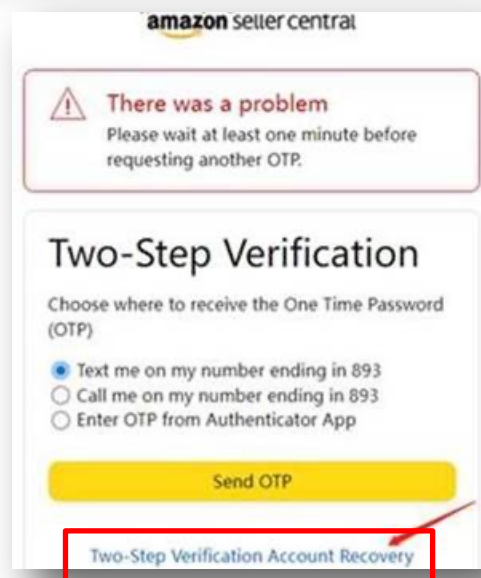 amazon seller central
There was a problem
Please wait at least one minute before
requesting another OTP.
Two-Step Verification
Choose where to receive the One Time Password
(OTP)
Text me on my number ending in 893
Call me on my number ending in 893
Enter OTP from Authenticator App
Send OTP
Two-Step Verification Account Recovery